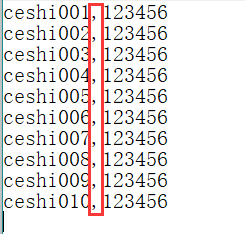 ceshi001,123456
ceshi002,123456
ceshi003,123456
ceshi004,123456
ceshi005,123456
ceshi006,123456
ceshi007,123456
ceshi008,123456
ceshi009,123456
ceshi010,123456